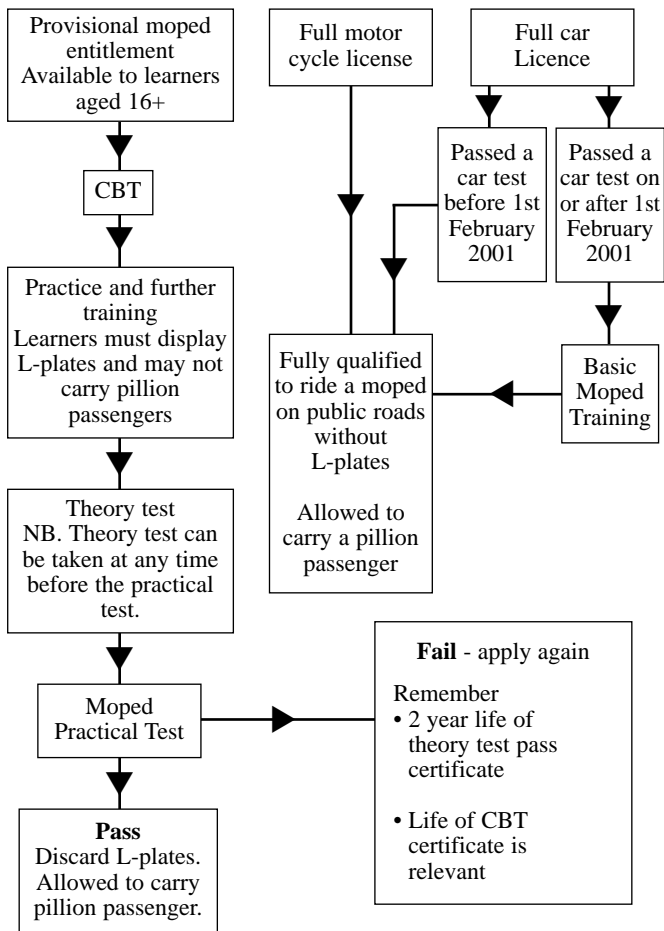 Provisional moped
entitlement
Available to learners
aged 16+
CBT
Practice and further
training
Learners must display
L-plates and may not
carry pillion
passengers
Theory test
NB. Theory test can
be taken at any time
before the practical
test.
Moped
Practical Test
Pass
Discard L-plates.
Allowed to carry
pillion passenger.
Fail - apply again
Remember
• 2 year life of
theory test pass
certificate
• Life of CBT
certificate is
relevant
Full motor
cycle license
Full car
Licence
Passed a
car test
before 1st
February
2001
Passed a
car test on
or after 1st
February
2001
Basic
Moped
Training
Fully qualified
to ride a moped
on public roads
without
L-plates
Allowed to
carry a pillion
passenger